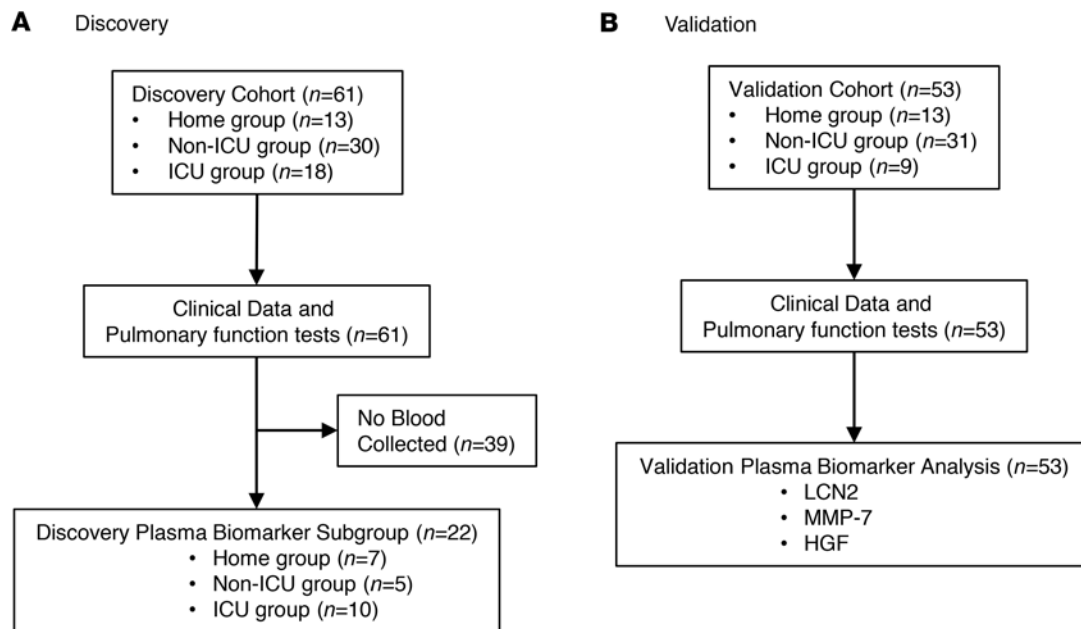 A Discovery
Discovery Cohort (n=61)
• Home group (n=13)
• Non-ICU group (n=30)
• ICU group (n=18)
Clinical Data and
Pulmonary function tests (n=61)
No Blood
Collected (n=39)
Discovery Plasma Biomarker Subgroup (n=22)
• Home group (n=7)
• Non-ICU group (n=5)
• ICU group (n=10)
B Validation
Validation Cohort (n=53)
• Home group (n=13)
• Non-ICU group (n=31)
• ICU group (n=9)
Clinical Data and
Pulmonary function tests (n=53)
Validation Plasma Biomarker Analysis (n=53)
• LCN2
• MMP-7
• HGF